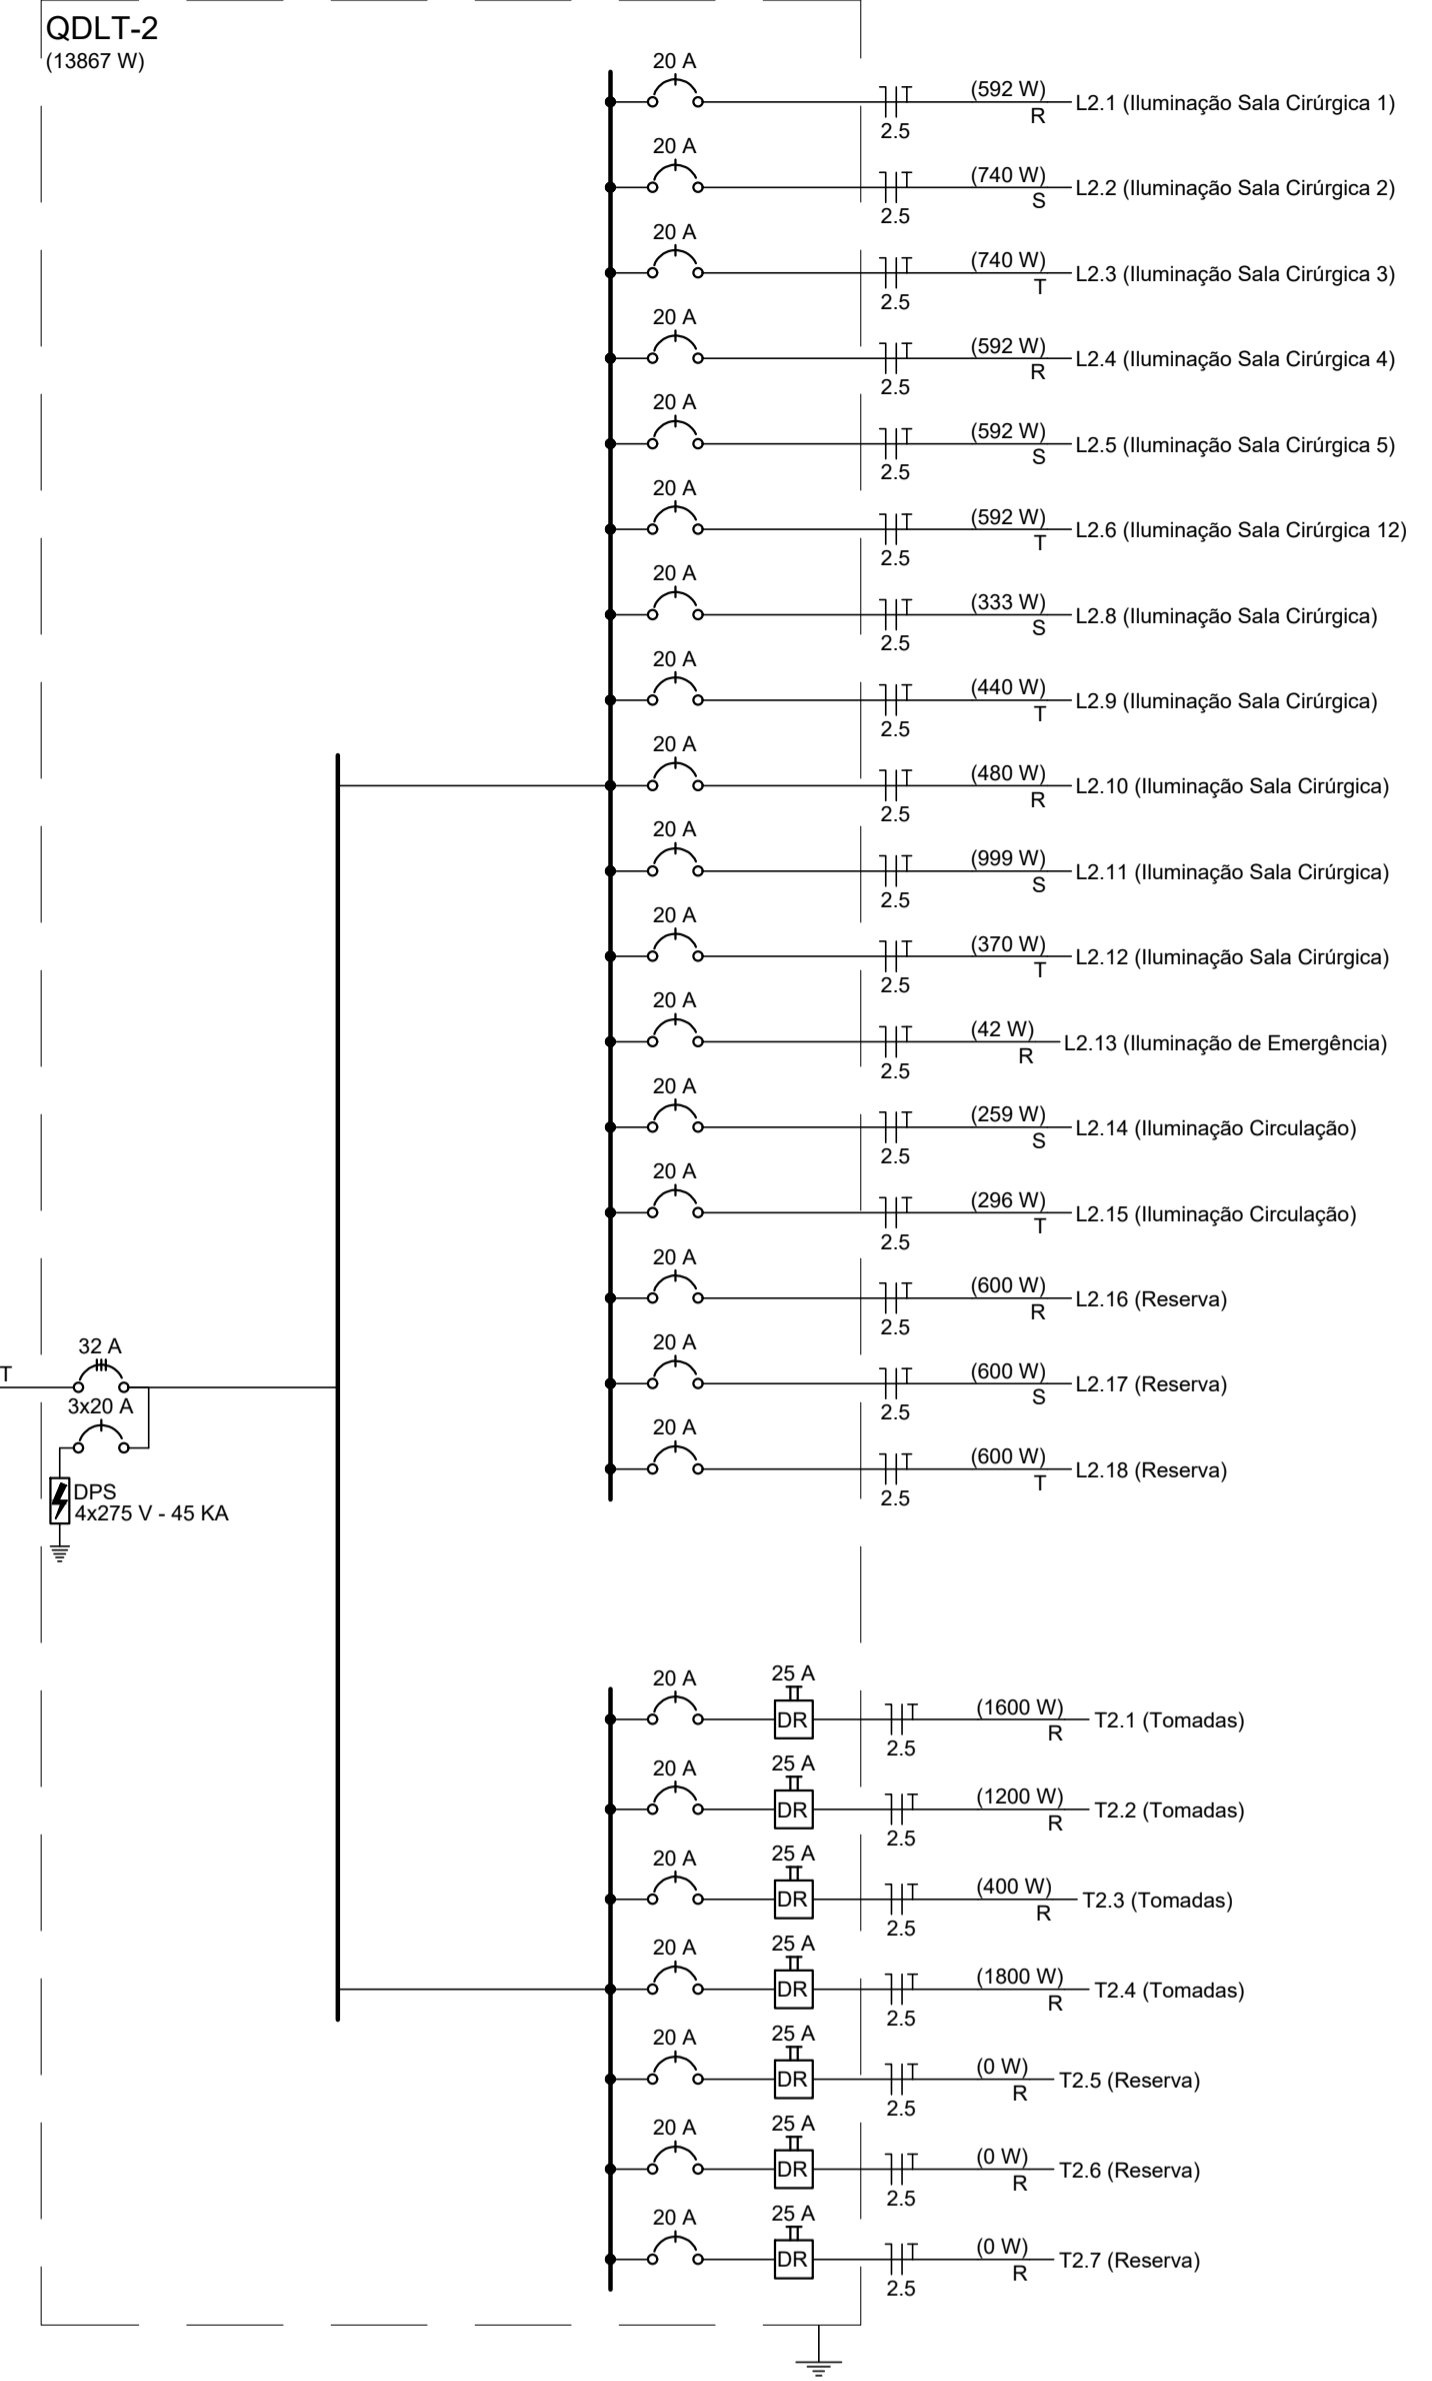 QDLT-2
(13867 W)
20 A
(592 W)
L2.1 (Iluminação Sala Cirúrgica 1)
R
2.5
20 A
(740 W)
L2.2 (Iluminação Sala Cirúrgica 2)
S
2.5
20 A
(740 W)
L2.3 (Iluminação Sala Cirúrgica 3)
T
2.5
20 A
(592 W)
L2.4 (Iluminação Sala Cirúrgica 4)
R
2.5
20 A
(592 W)
L2.5 (Iluminação Sala Cirúrgica 5)
S
2.5
20 A
(592 W)
L2.6 (Iluminação Sala Cirúrgica 12)
T
2.5
20 A
(333 W)
L2.8 (Iluminação Sala Cirúrgica)
S
2.5
20 A
(440 W)
L2.9 (Iluminação Sala Cirúrgica)
T
2.5
20 A
(480 W)
L2.10 (Iluminação Sala Cirúrgica)
R
2.5
20 A
(999 W)
L2.11 (Iluminação Sala Cirúrgica)
S
2.5
20 A
(370 W)
L2.12 (Iluminação Sala Cirúrgica)
T
2.5
20 A
(42 W)
L2.13 (Iluminação de Emergência)
R
2.5
20 A
(259 W)
L2.14 (Iluminação Circulação)
S
2.5
20 A
(296 W)
L2.15 (Iluminação Circulação)
T
2.5
20 A
(600 W)
L2.16 (Reserva)
R
2.5
20 A
(600 W)
L2.17 (Reserva)
S
2.5
20 A
(600 W)
L2.18 (Reserva)
T
2.5
T
32 A
3x20 A
DPS
4x275 V - 45 KA
20 A
25 A
DR
(1600 W)
T2.1 (Tomadas)
R
2.5
20 A
25 A
DR
(1200 W)
T2.2 (Tomadas)
R
2.5
20 A
25 A
DR
(400 W)
T2.3 (Tomadas)
R
2.5
20 A
25 A
DR
(1800 W)
T2.4 (Tomadas)
R
2.5
20 A
25 A
DR
(0 W)
T2.5 (Reserva)
R
2.5
20 A
25 A
DR
(0 W)
T2.6 (Reserva)
R
2.5
20 A
25 A
DR
(0 W)
T2.7 (Reserva)
R
2.5